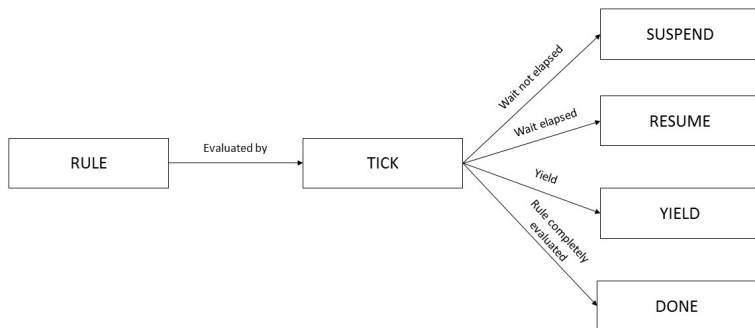 SUSPEND
Wait not elapsed
RESUME
Wait elapsed
RULE
Evaluated by
TICK
Yield
YIELD
Rule completely
evaluated
DONE